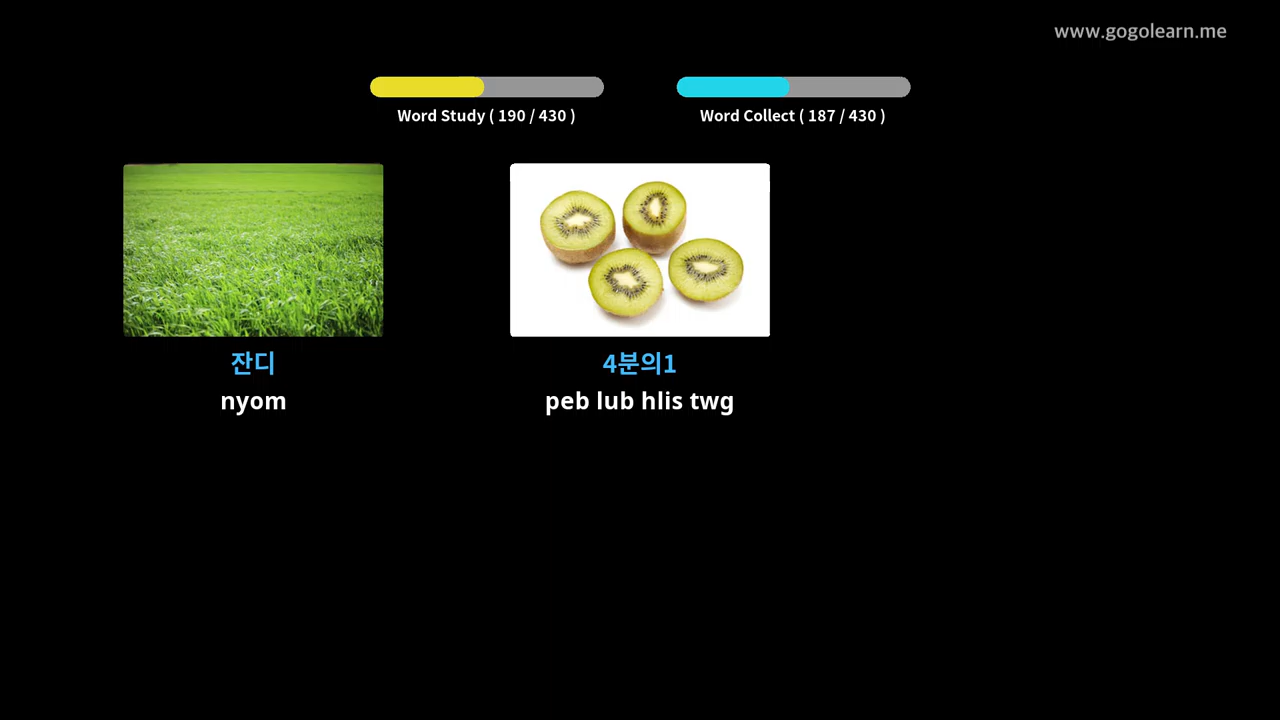 www.gogolearn.me
Word Study ( 190 / 430 )
Word Collect ( 187 / 430 )
잔디
nyom
4분의1
peb lub hlis twg